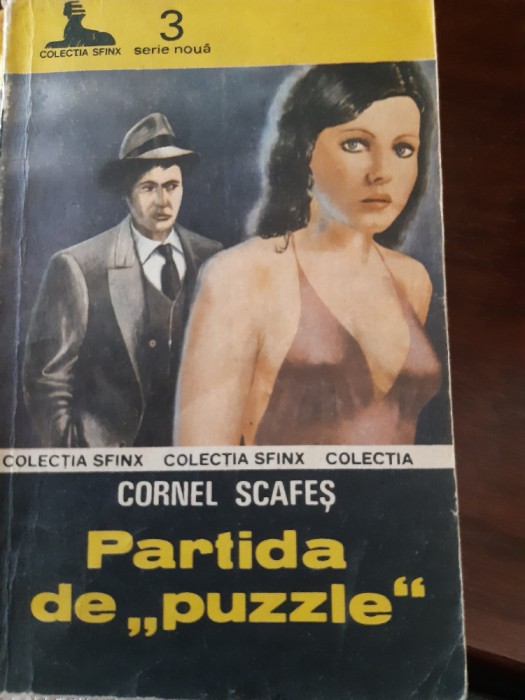 COLECȚIA SFINX
3
serie nouă
COLECȚIA SFINX COLECȚIA SFINX COLECȚIA
CORNEL SCAFEȘ
Partida
de „puzzle“